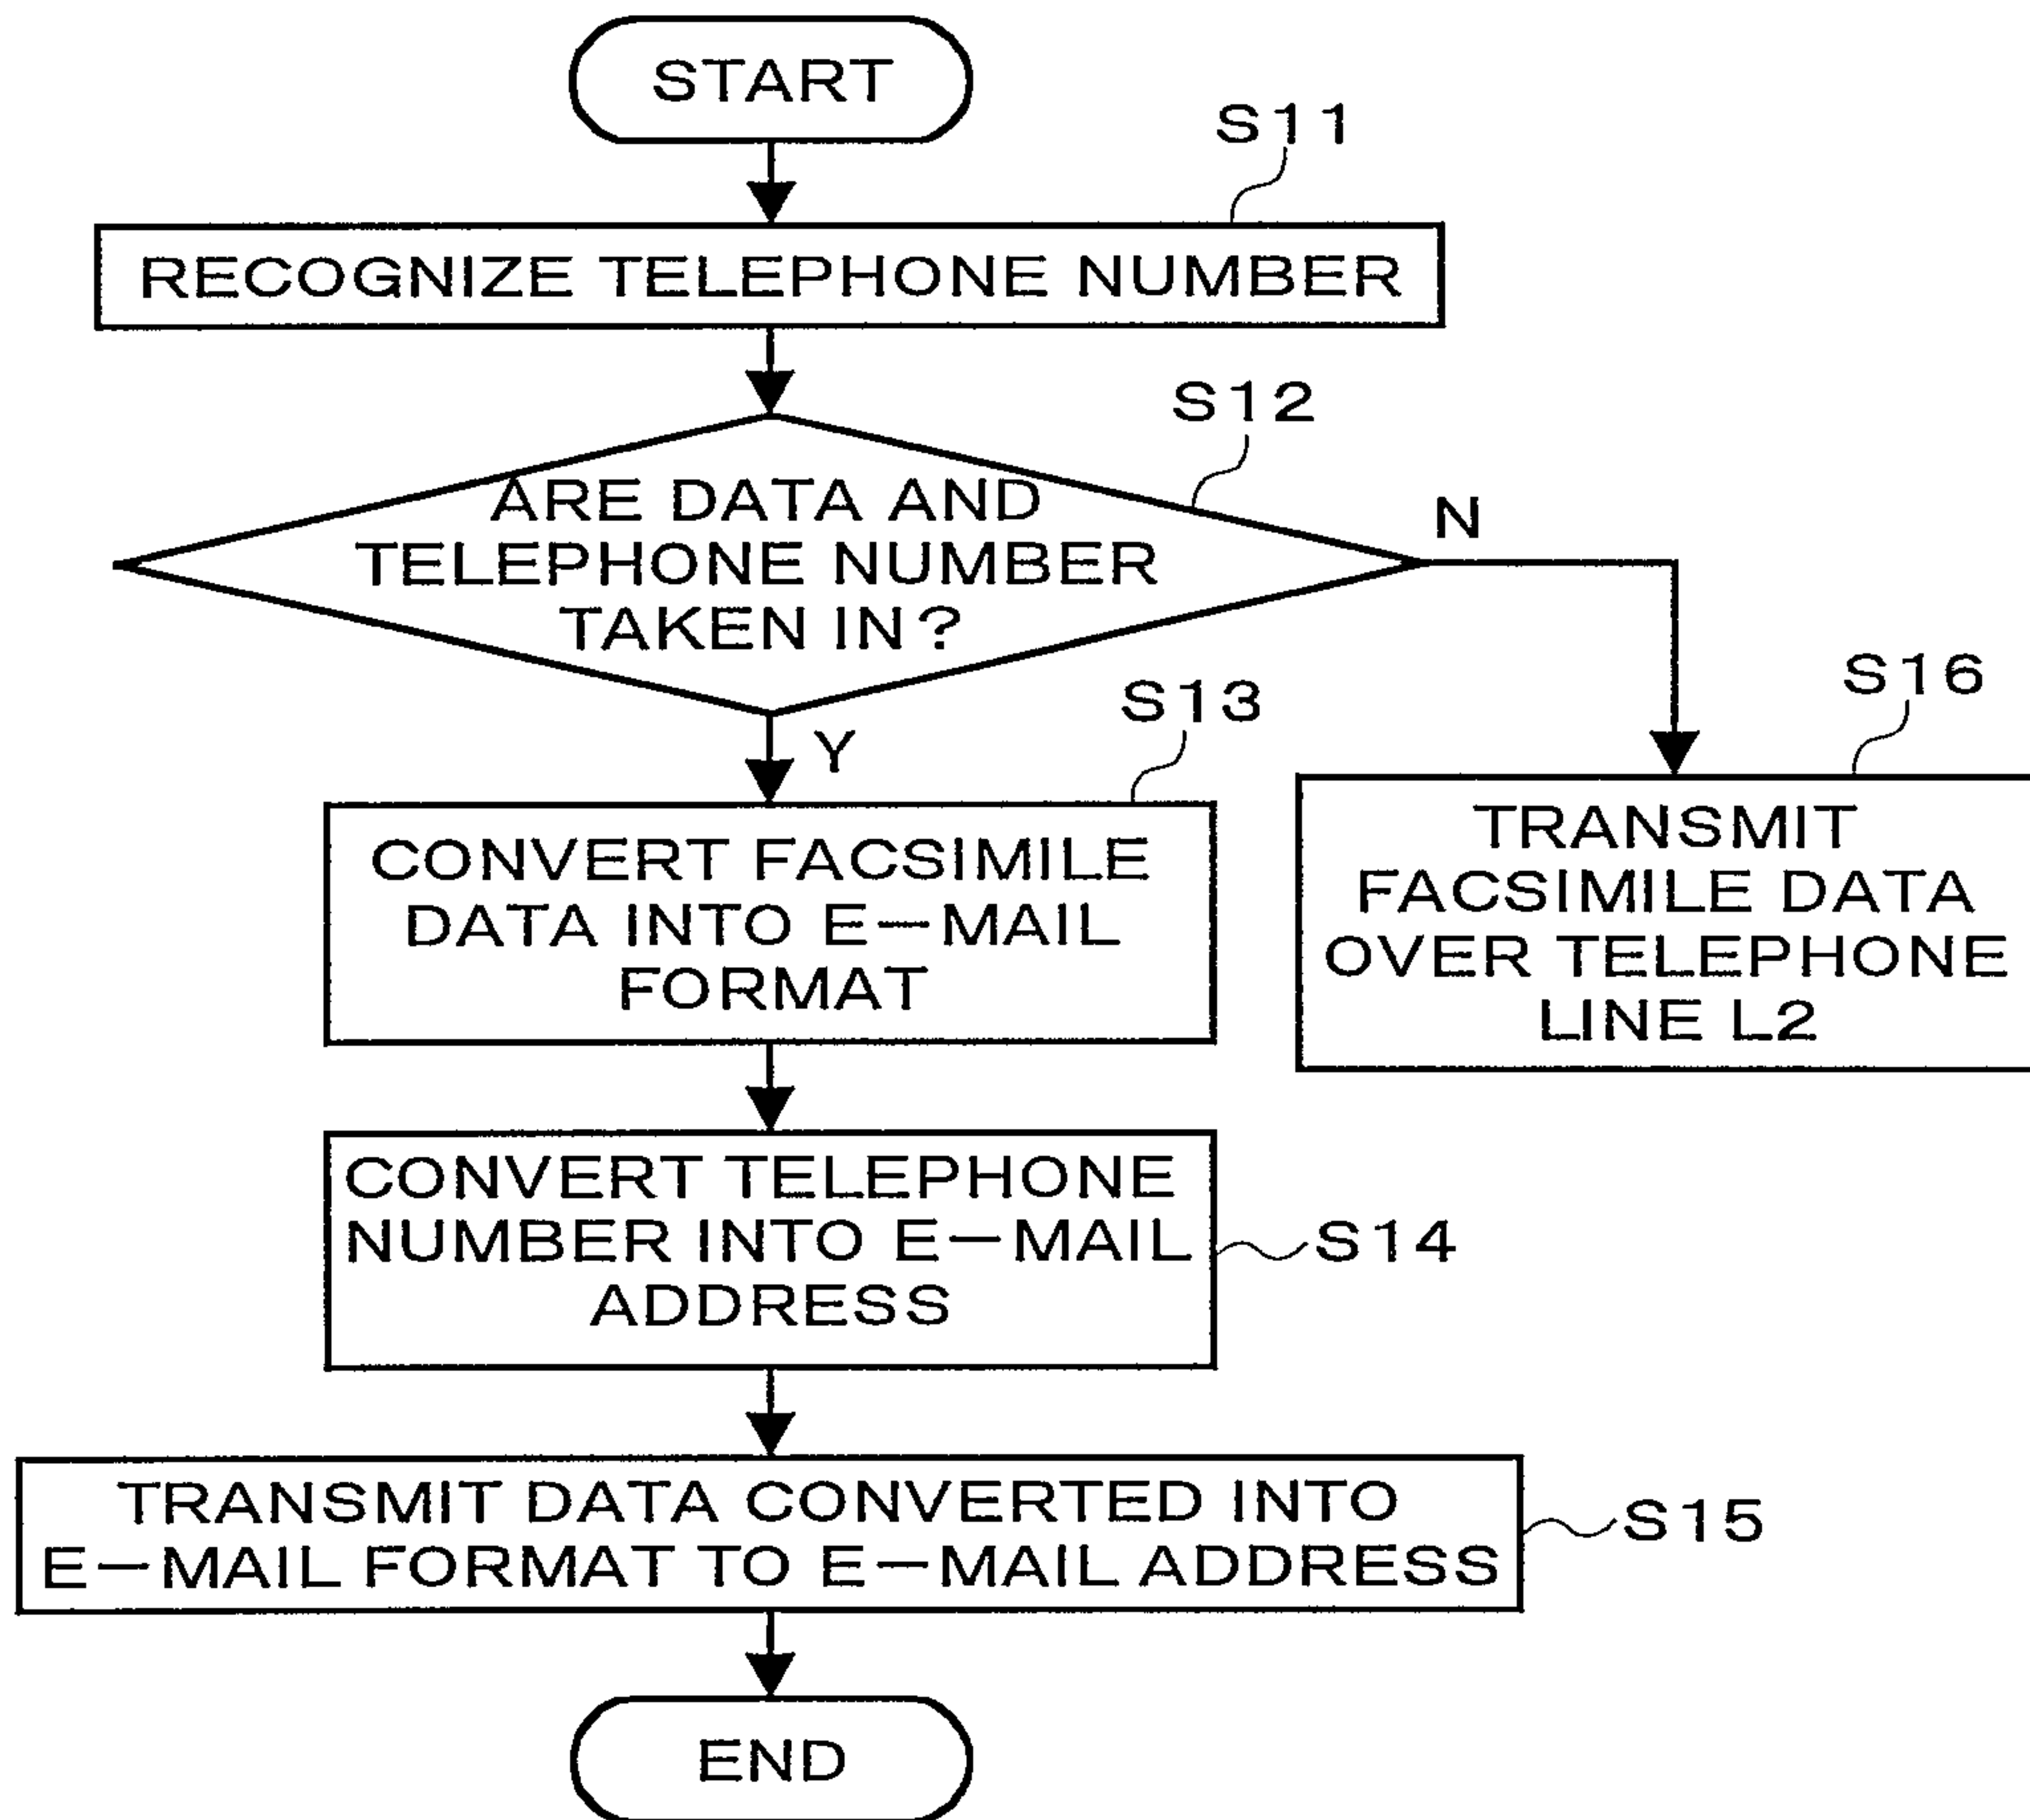 START
S11
RECOGNIZE TELEPHONE NUMBER
S12
ARE DATA AND
TELEPHONE NUMBER
TAKEN IN?
N
Y
S13
CONVERT FACSIMILE
DATA INTO E-MAIL
FORMAT
S16
TRANSMIT
FACSIMILE DATA
OVER TELEPHONE
LINE L2
CONVERT TELEPHONE
NUMBER INTO E-MAIL
ADDRESS
S14
TRANSMIT DATA CONVERTED INTO
E-MAIL FORMAT TO E-MAIL ADDRESS
S15
END